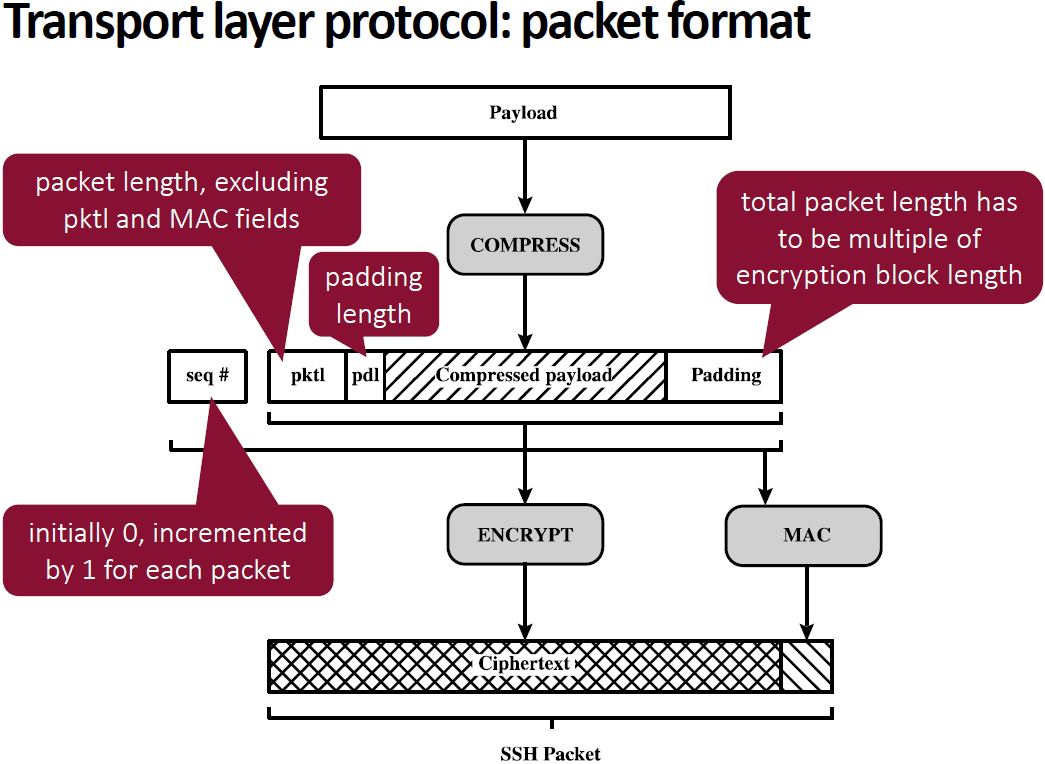 Transport layer protocol: packet format
Payload
packet length, excluding
pktl and MAC fields
COMPRESS
total packet length has
to be multiple of
encryption block length
padding
length
seq #
pktl
pdl
Compressed payload
Padding
initially 0, incremented
by 1 for each packet
ENCRYPT
MAC
Ciphertext
SSH Packet